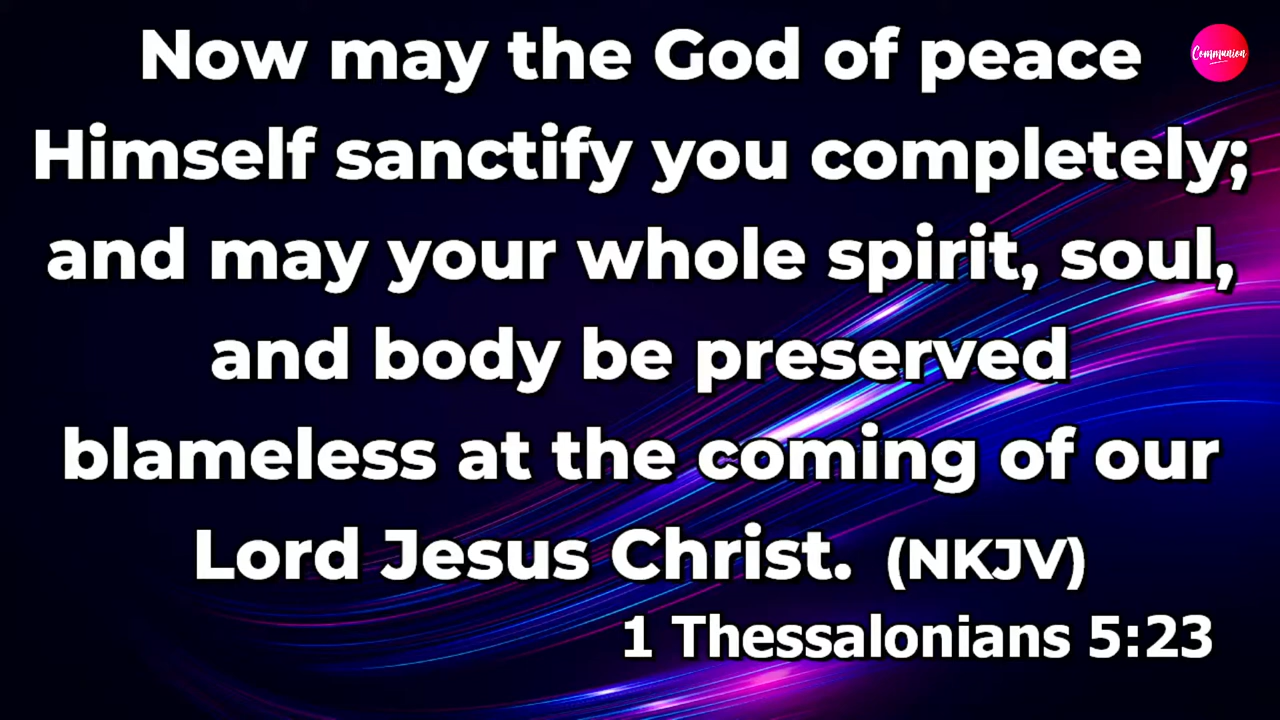 Now may the God of peace
Communion
Himself sanctify you completely;
and may your whole spirit, soul,
and body be preserved
blameless at the coming of our
Lord Jesus Christ. (NKJV)
1 Thessalonians 5:23